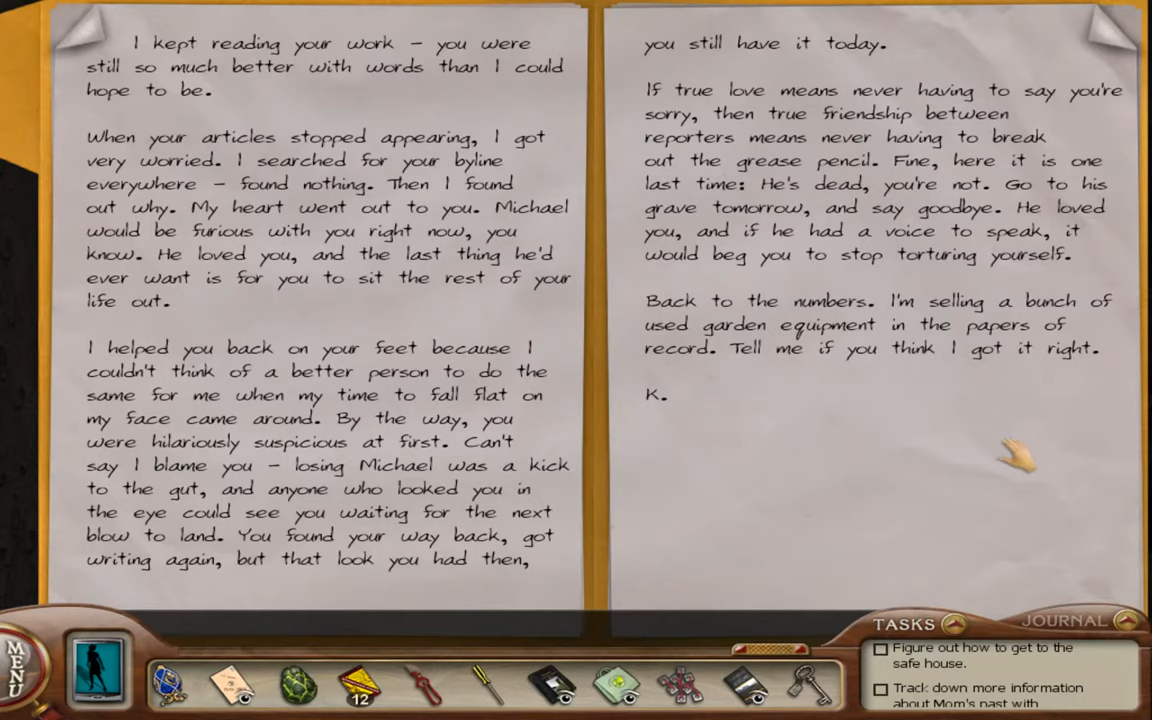 I kept reading your work – you were
still so much better with words than I could
hope to be.
When your articles stopped appearing, I got
very worried. I searched for your byline
everywhere – found nothing. Then I found
out why. My heart went out to you. Michael
would be furious with you right now, you
know. He loved you, and the last thing he'd
ever want is for you to sit the rest of your
life out.
I helped you back on your feet because I
couldn't think of a better person to do the
same for me when my time to fall flat on
my face came around. By the way, you
were hilariously suspicious at first. Can't
say I blame you – losing Michael was a kick
to the gut, and anyone who looked you in
the eye could see you waiting for the next
blow to land. You found your way back, got
writing again, but that look you had then,
you still have it today.
If true love means never having to say you're
sorry, then true friendship between
reporters means never having to break
out the grease pencil. Fine, here it is one
last time: He's dead, you're not. Go to his
grave tomorrow, and say goodbye. He loved
you, and if he had a voice to speak, it
would beg you to stop torturing yourself.
Back to the numbers. I'm selling a bunch of
used garden equipment in the papers of
record. Tell me if you think I got it right.
K.
MENU
12
TASKS
JOURNAL
Figure out how to get to the
safe house.
Track down more information
about Mom's past with